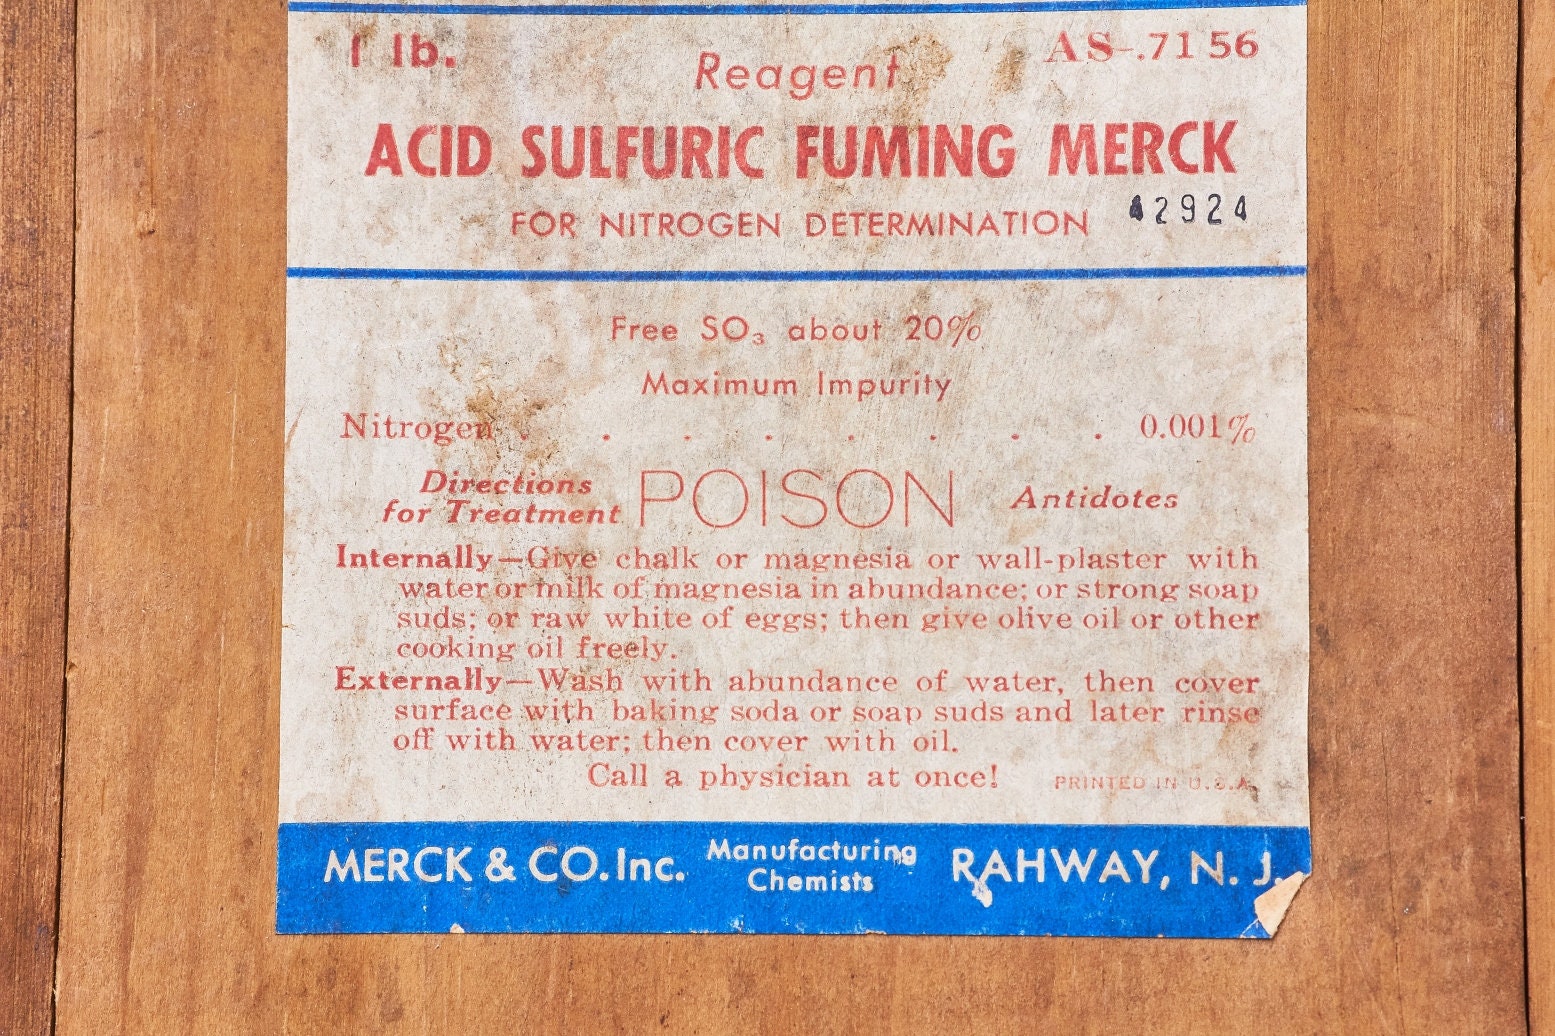 1 lb.
AS-.7156
Reagent
ACID SULFURIC FUMING MERCK
FOR NITROGEN DETERMINATION
42924
Free SO₃ about 20%
Maximum Impurity
Nitrogen . . . . . . . . 0.001%
Directions
for Treatment
POISON
Antidotes
Internally—Give chalk or magnesia or wall-plaster with
water or milk of magnesia in abundance; or strong soap
suds; or raw white of eggs; then give olive oil or other
cooking oil freely.
Externally—Wash with abundance of water, then cover
surface with baking soda or soap suds and later rinse
off with water; then cover with oil.
Call a physician at once!
PRINTED IN U.S.A.
MERCK & CO. Inc.
Manufacturing
Chemists
RAHWAY, N. J.